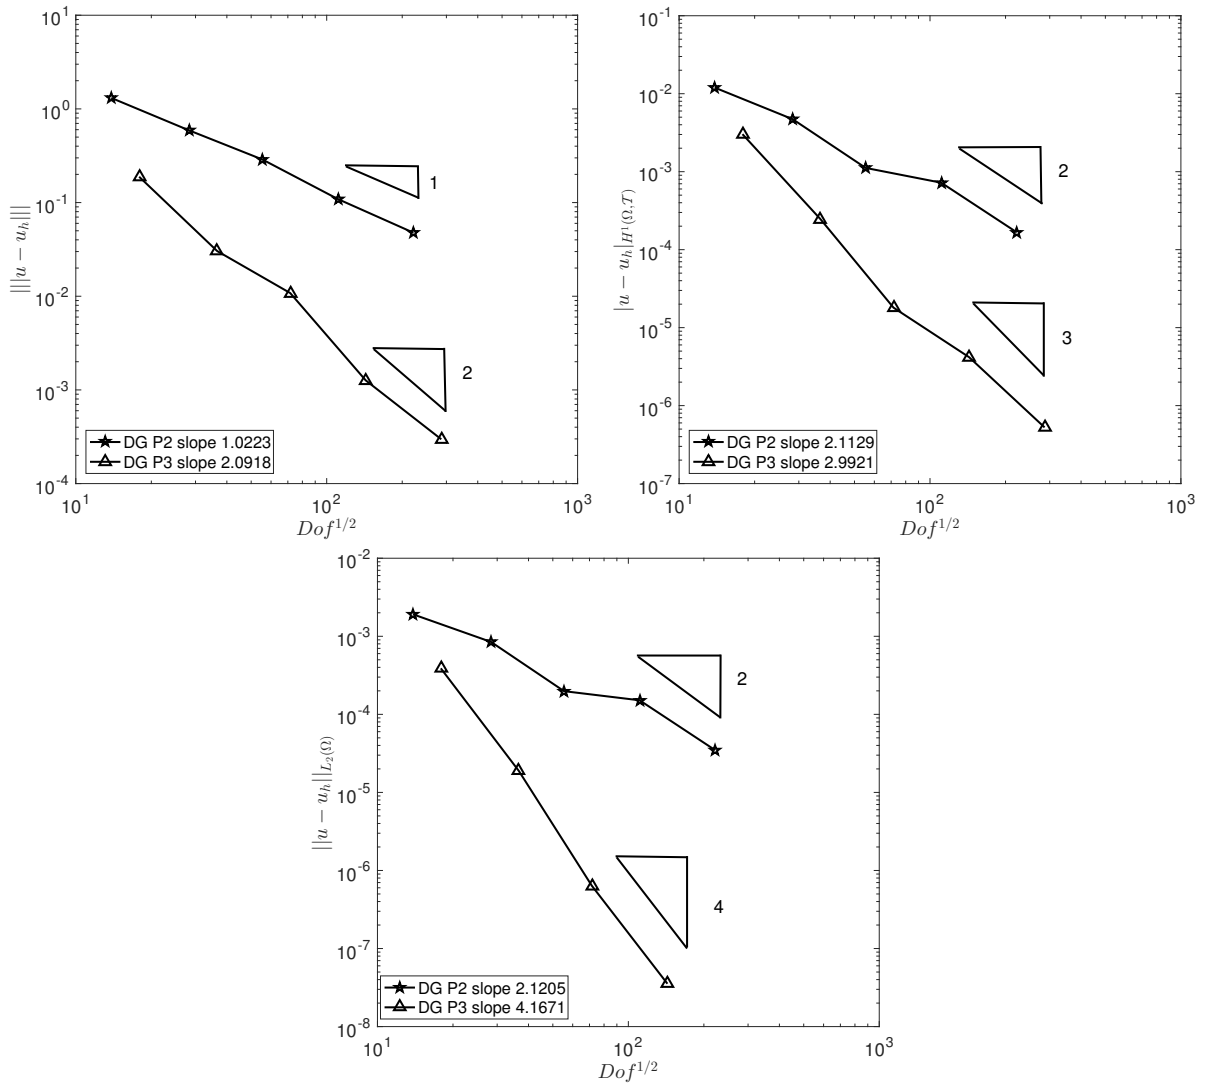 10^1
10^0
10^-1
10^-2
10^-3
10^-4
|||u − u_h|||
1
2
DG P2 slope 1.0223
DG P3 slope 2.0918
10^1
10^2
10^3
Dof^1/2
10^-1
10^-2
10^-3
10^-4
10^-5
10^-6
10^-7
|u − u_h|_H^1(Ω,T)
2
3
DG P2 slope 2.1129
DG P3 slope 2.9921
10^1
10^2
10^3
Dof^1/2
10^-2
10^-3
10^-4
10^-5
10^-6
10^-7
10^-8
||u − u_h||_L_2(Ω)
2
4
DG P2 slope 2.1205
DG P3 slope 4.1671
10^1
10^2
10^3
Dof^1/2